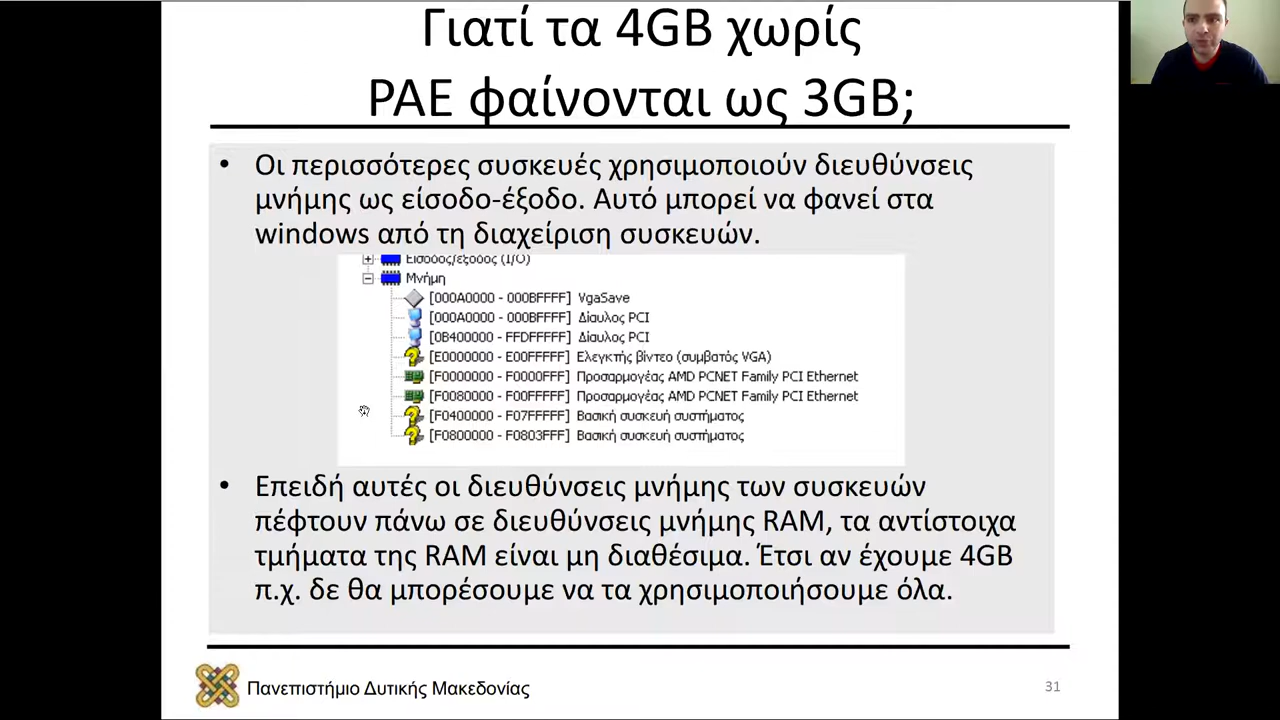 Γιατί τα 4GB χωρίς
PAE φαίνονται ως 3GB;
• Οι περισσότερες συσκευές χρησιμοποιούν διευθύνσεις
μνήμης ως είσοδο-έξοδο. Αυτό μπορεί να φανεί στα
windows από τη διαχείριση συσκευών.
Είσοδος/έξοδος (I/O)
Μνήμη
[000A0000 - 000BFFFF] VgaSave
[000A0000 - 000BFFFF] Δίαυλος PCI
[0B400000 - FFDFFFFF] Δίαυλος PCI
[E0000000 - E00FFFFF] Ελεγκτής βίντεο (συμβατός VGA)
[F0000000 - F0000FFF] Προσαρμογέας AMD PCNET Family PCI Ethernet
[F0080000 - F00FFFFF] Προσαρμογέας AMD PCNET Family PCI Ethernet
[F0400000 - F07FFFFF] Βασική συσκευή συστήματος
[F0800000 - F0803FFF] Βασική συσκευή συστήματος
• Επειδή αυτές οι διευθύνσεις μνήμης των συσκευών
πέφτουν πάνω σε διευθύνσεις μνήμης RAM, τα αντίστοιχα
τμήματα της RAM είναι μη διαθέσιμα. Έτσι αν έχουμε 4GB
π.χ. δε θα μπορέσουμε να τα χρησιμοποιήσουμε όλα.
Πανεπιστήμιο Δυτικής Μακεδονίας
31